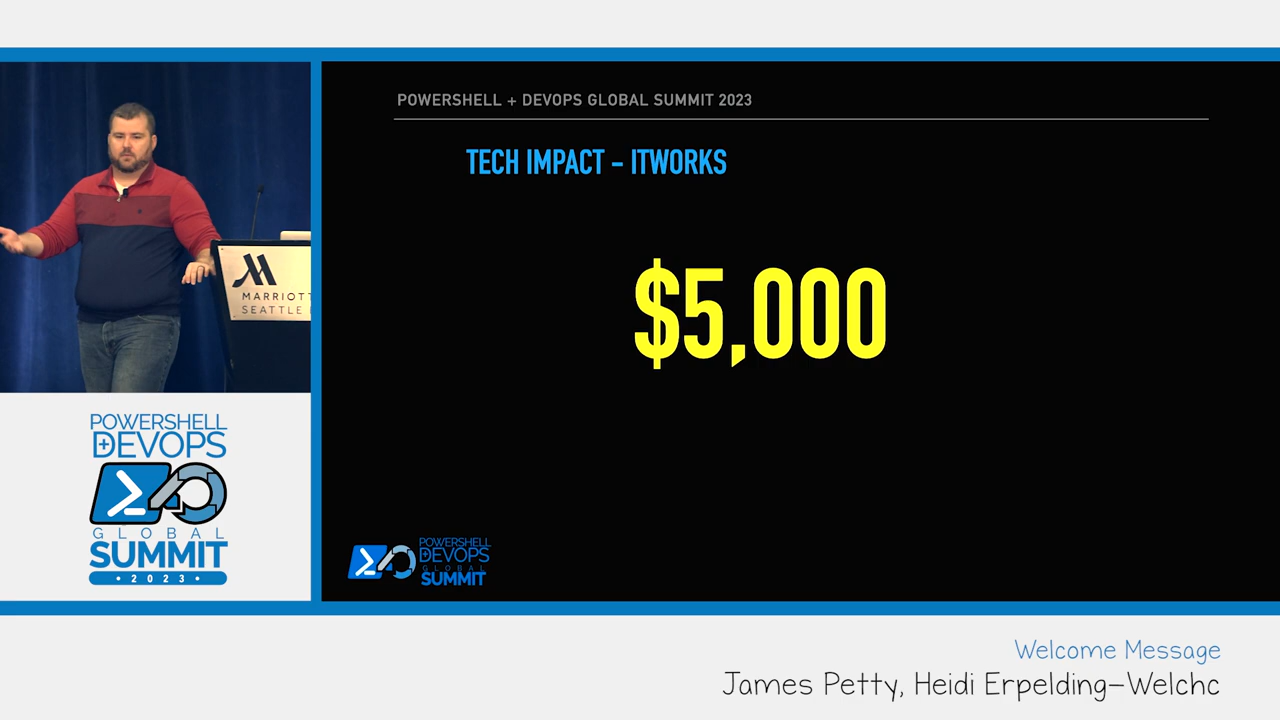 POWERSHELL + DEVOPS GLOBAL SUMMIT 2023
TECH IMPACT – ITWORKS
$5,000
MARRIOTT
SEATTLE
POWERSHELL
+DEVOPS
GLOBAL
SUMMIT
• 2023 •
POWERSHELL
+DEVOPS
GLOBAL
SUMMIT
Welcome Message
James Petty, Heidi Erpelding-Welchc